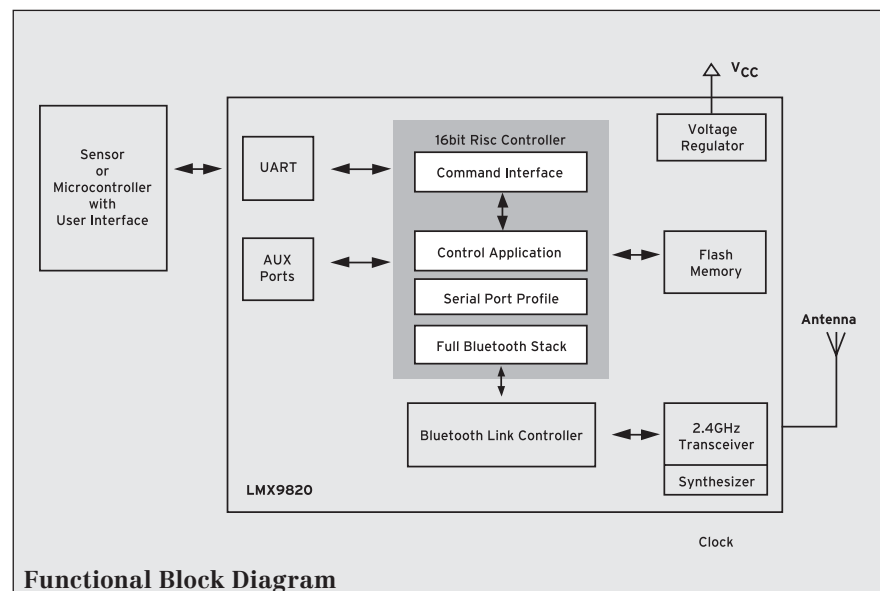 V_CC
Voltage
Regulator
16bit Risc Controller
Sensor
or
Microcontroller
with
User Interface
UART
Command Interface
AUX
Ports
Control Application
Flash
Memory
Serial Port Profile
Full Bluetooth Stack
Antenna
Bluetooth Link Controller
2.4GHz
Transceiver
Synthesizer
LMX9820
Clock
Functional Block Diagram